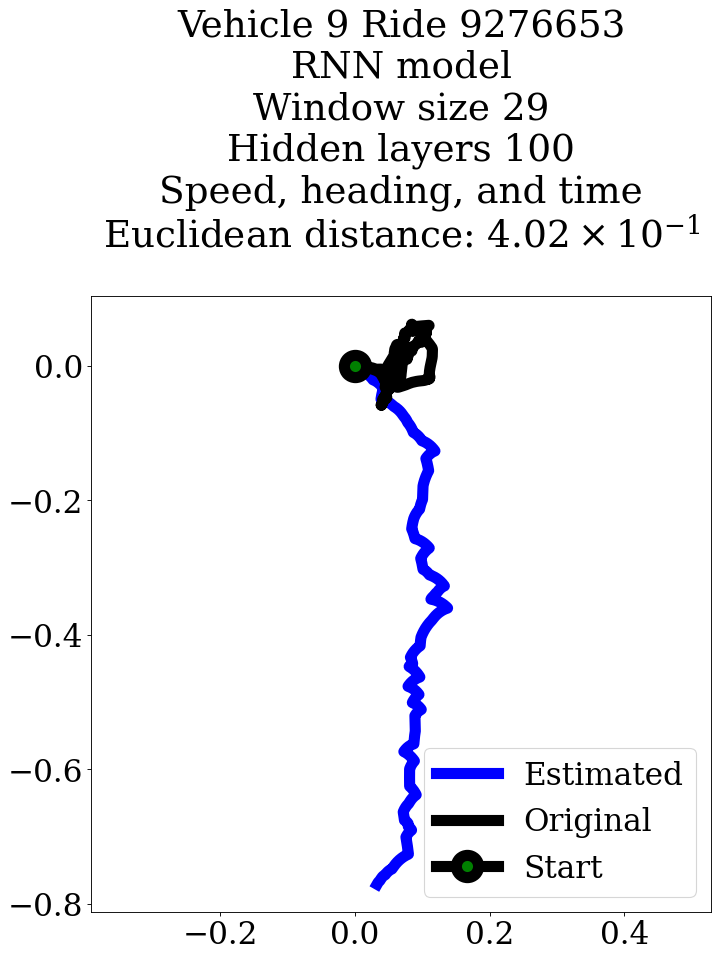 Vehicle 9 Ride 9276653
RNN model
Window size 29
Hidden layers 100
Speed, heading, and time
Euclidean distance: 4.02 × 10⁻¹
0.0
−0.2
−0.4
−0.6
−0.8
−0.2 0.0 0.2 0.4
Estimated
Original
Start